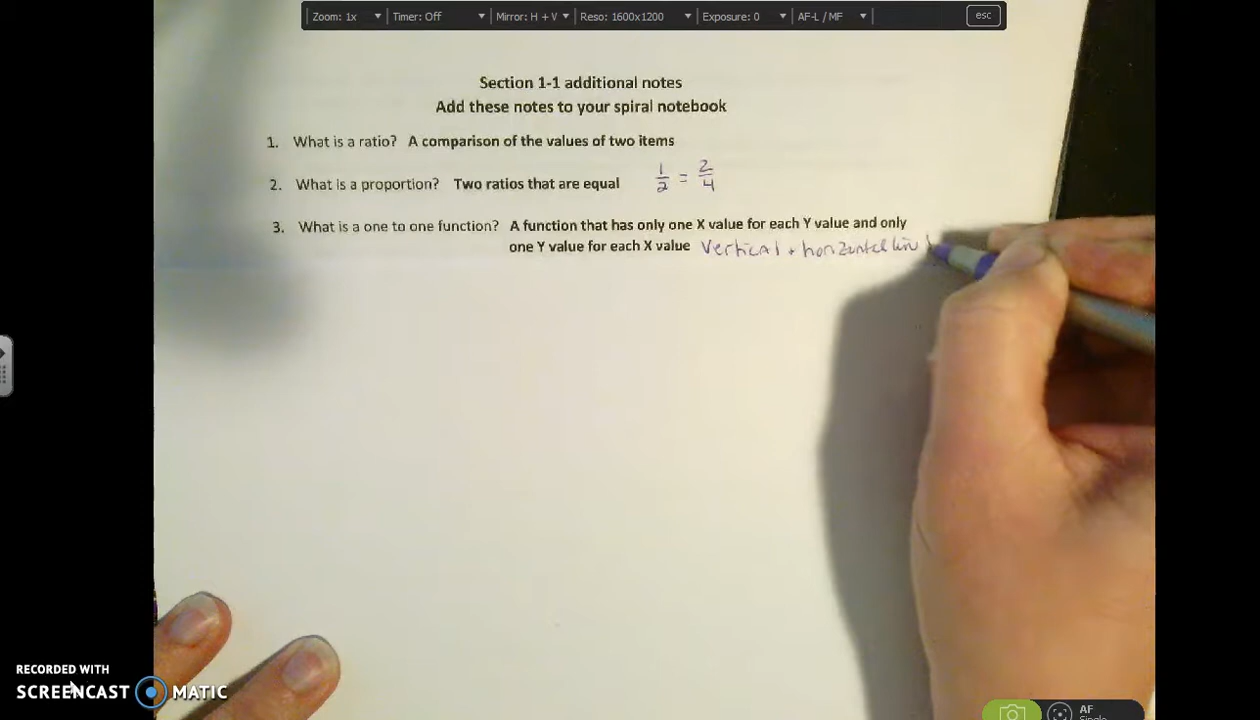 Zoom: 1x Timer: Off Mirror: H + V Reso: 1600x1200 Exposure: 0 AF-L / MF esc
Section 1-1 additional notes
Add these notes to your spiral notebook
1. What is a ratio? A comparison of the values of two items
2. What is a proportion? Two ratios that are equal 1/2 = 2/4
3. What is a one to one function? A function that has only one X value for each Y value and only
one Y value for each X value Vertical + horizontal lin
RECORDED WITH
SCREENCAST MATIC
AF
Single